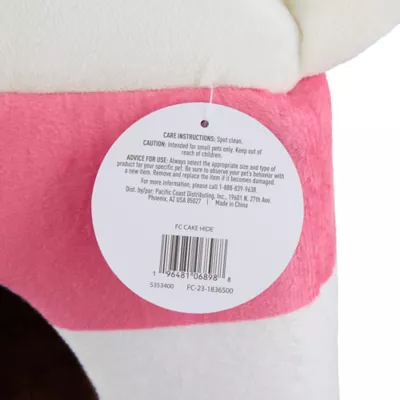 CARE INSTRUCTIONS: Spot clean.
CAUTION: Intended for small pets only. Keep out of
reach of children.
ADVICE FOR USE: Always select the appropriate size and type of
product for your specific pet. Be sure to observe your pet's behavior with
a new item. Remove and replace the item if it becomes damaged.
For more information, please call 1-888-839-9638.
Dist. by/par: Pacific Coast Distributing, Inc., 19601 N. 27th Ave
Phoenix, AZ USA 85027 | Made in China
FC CAKE HIDE
1 96481 06898 8
5353400 FC-23-1836500